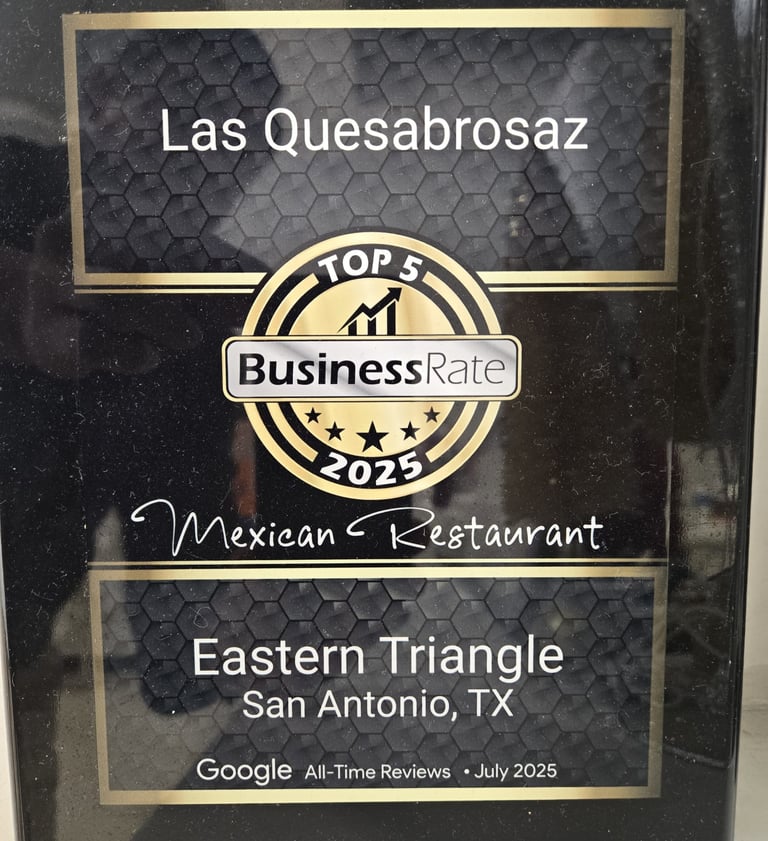 Las Quesabrosaz
TOP 5
BusinessRate
2025
Mexican Restaurant
Eastern Triangle
San Antonio, TX
Google All-Time Reviews • July 2025